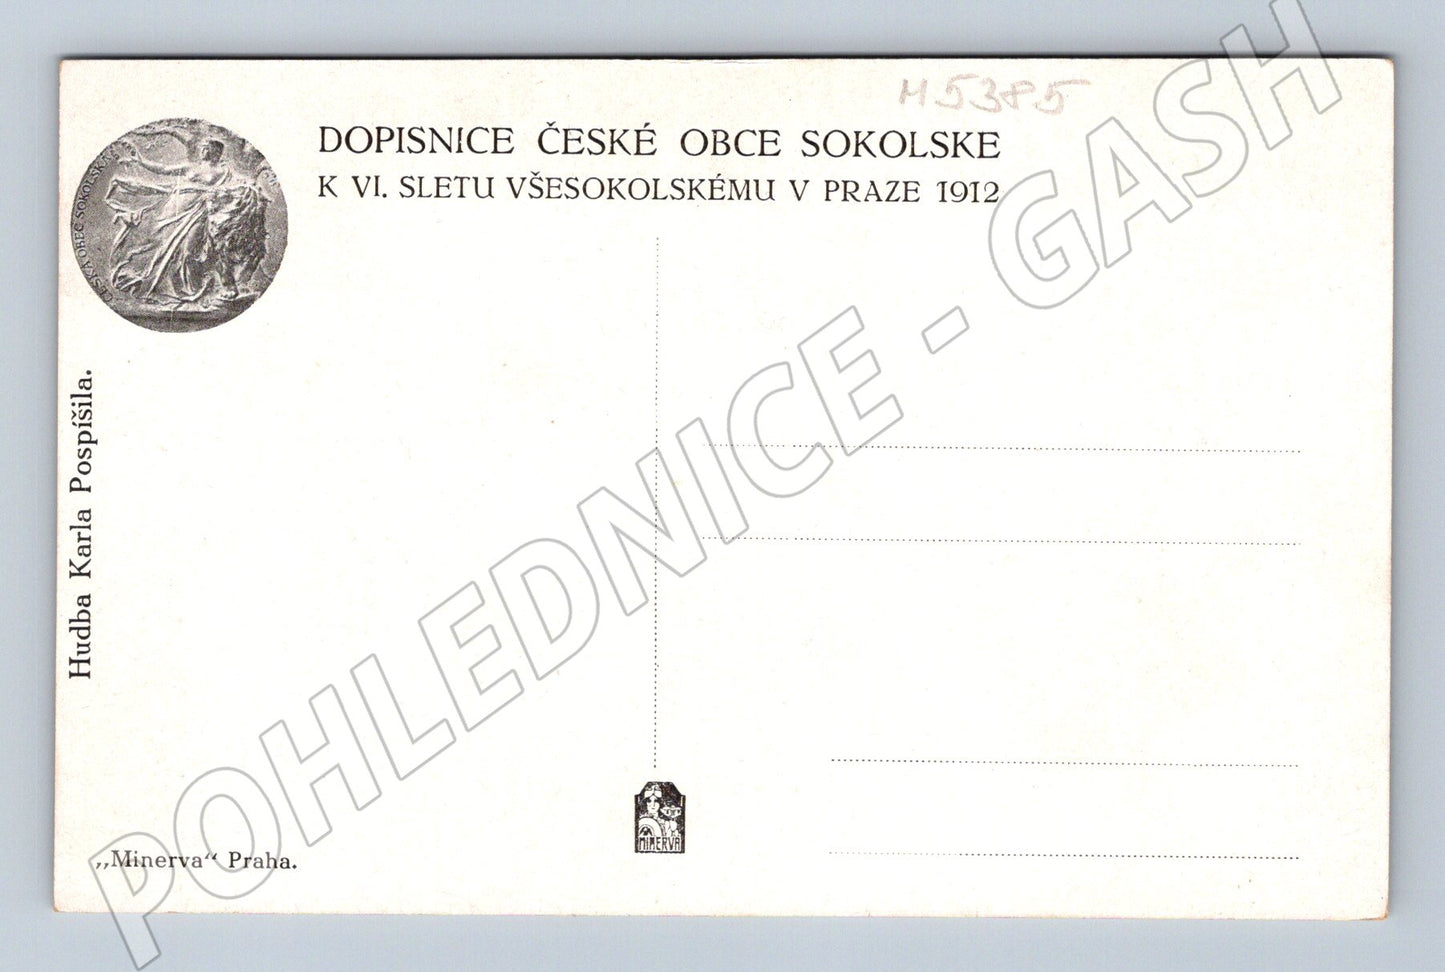 M5385
DOPISNICE ČESKÉ OBCE SOKOLSKE
K VI. SLETU VŠESOKOLSKÉMU V PRAZE 1912
ČESKÁ OBEC SOKOLSKÁ
Hudba Karla Pospíšila.
MINERVA
„Minerva“ Praha.
POHLEDNICE - GASH